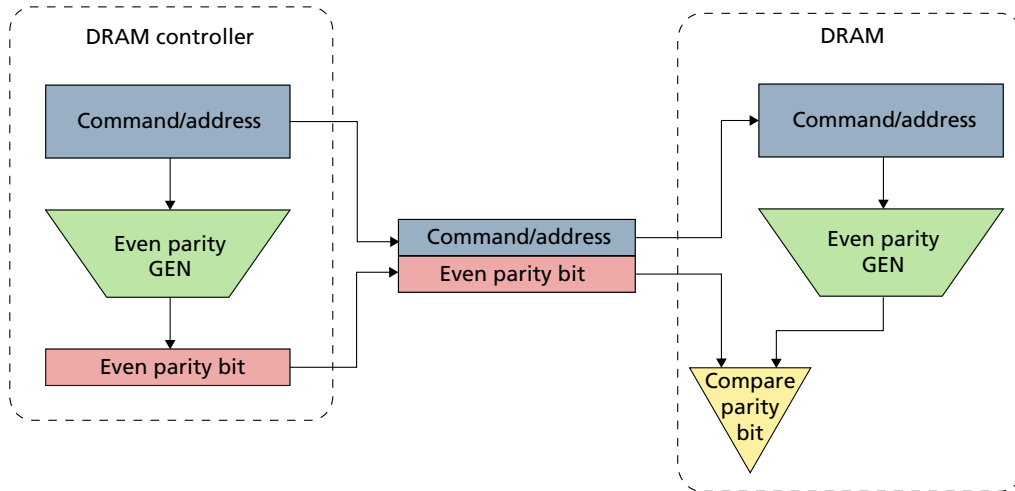 DRAM controller
Command/address
Even parity
GEN
Even parity bit
Command/address
Even parity bit
DRAM
Command/address
Even parity
GEN
Compare
parity
bit